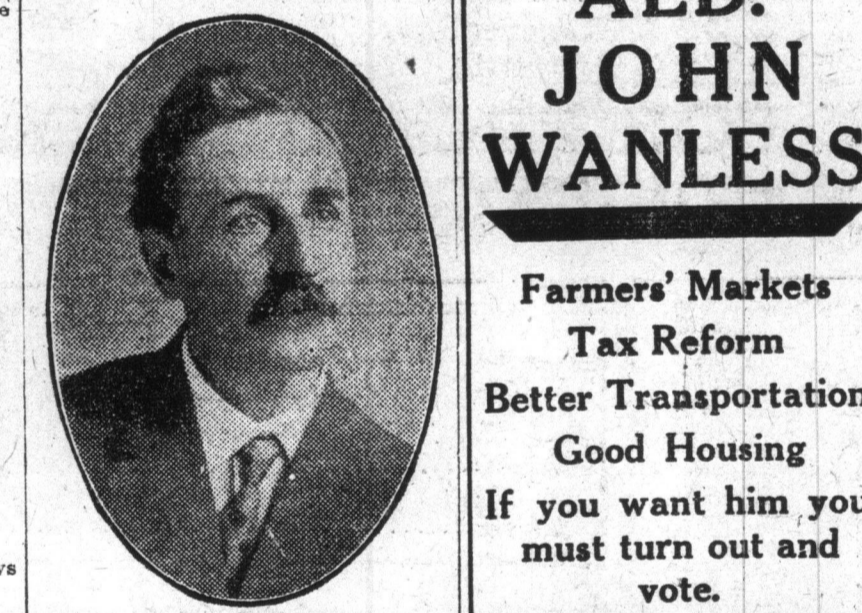 ALD.
JOHN
WANLESS
Farmers' Markets
Tax Reform
Better Transportation
Good Housing
If you want him you
must turn out and
vote.